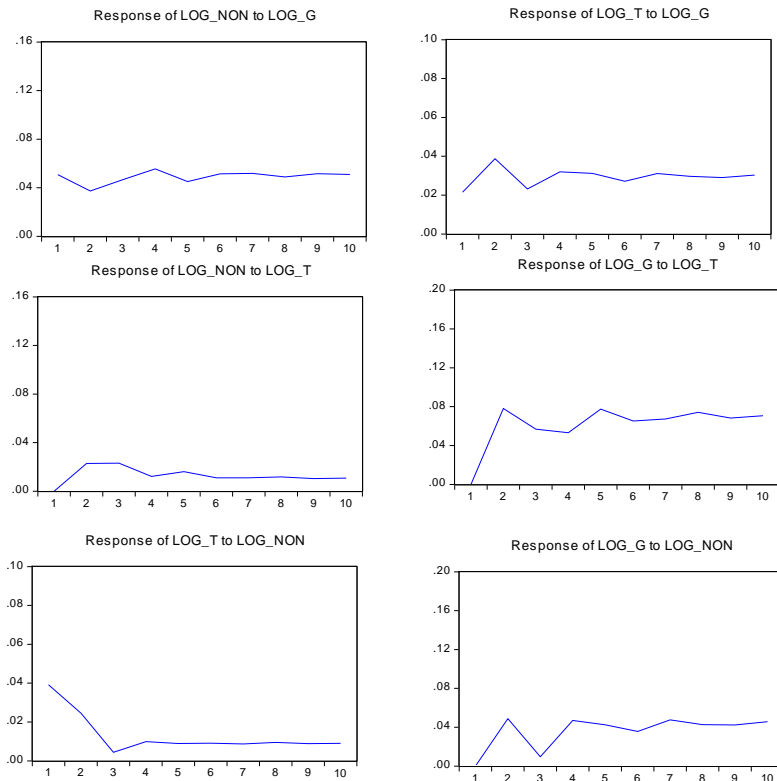 Response of LOG_NON to LOG_G
.16
.12
.08
.04
.00
1 2 3 4 5 6 7 8 9 10
Response of LOG_T to LOG_G
.10
.08
.06
.04
.02
.00
1 2 3 4 5 6 7 8 9 10
Response of LOG_NON to LOG_T
.16
.12
.08
.04
.00
1 2 3 4 5 6 7 8 9 10
Response of LOG_G to LOG_T
.20
.16
.12
.08
.04
.00
1 2 3 4 5 6 7 8 9 10
Response of LOG_T to LOG_NON
.10
.08
.06
.04
.02
.00
1 2 3 4 5 6 7 8 9 10
Response of LOG_G to LOG_NON
.20
.16
.12
.08
.04
.00
1 2 3 4 5 6 7 8 9 10